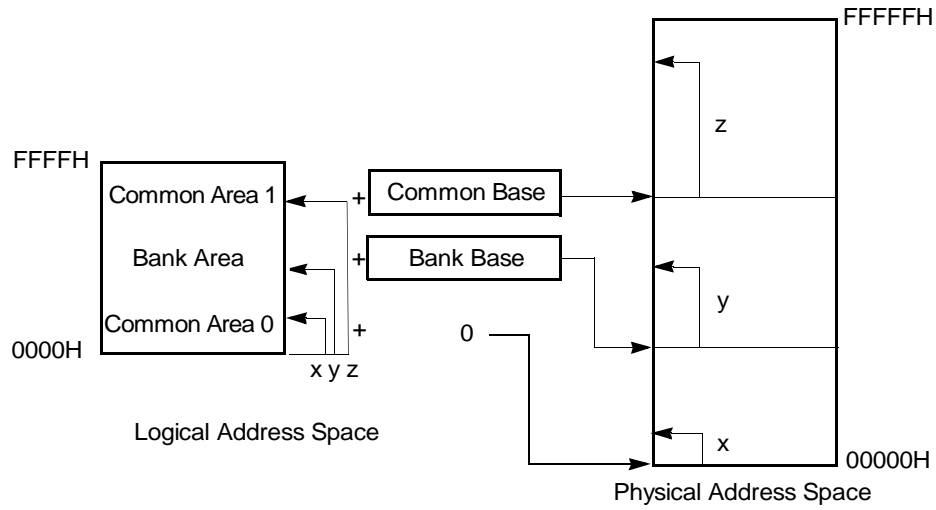 FFFFFH
z
FFFFH
Common Area 1
+
Common Base
Bank Area
+
Bank Base
y
Common Area 0
+
0
0000H
x y z
Logical Address Space
x
00000H
Physical Address Space